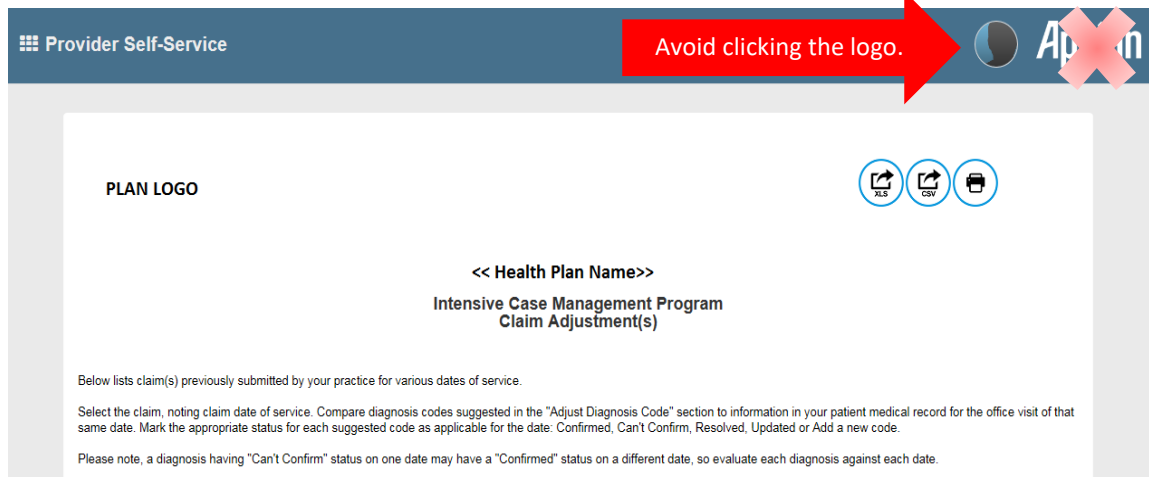 Provider Self-Service
Avoid clicking the logo.
PLAN LOGO
XLS
CSV
<< Health Plan Name>>
Intensive Case Management Program
Claim Adjustment(s)
Below lists claim(s) previously submitted by your practice for various dates of service.
Select the claim, noting claim date of service. Compare diagnosis codes suggested in the "Adjust Diagnosis Code" section to information in your patient medical record for the office visit of that
same date. Mark the appropriate status for each suggested code as applicable for the date: Confirmed, Can't Confirm, Resolved, Updated or Add a new code.
Please note, a diagnosis having "Can't Confirm" status on one date may have a "Confirmed" status on a different date, so evaluate each diagnosis against each date.